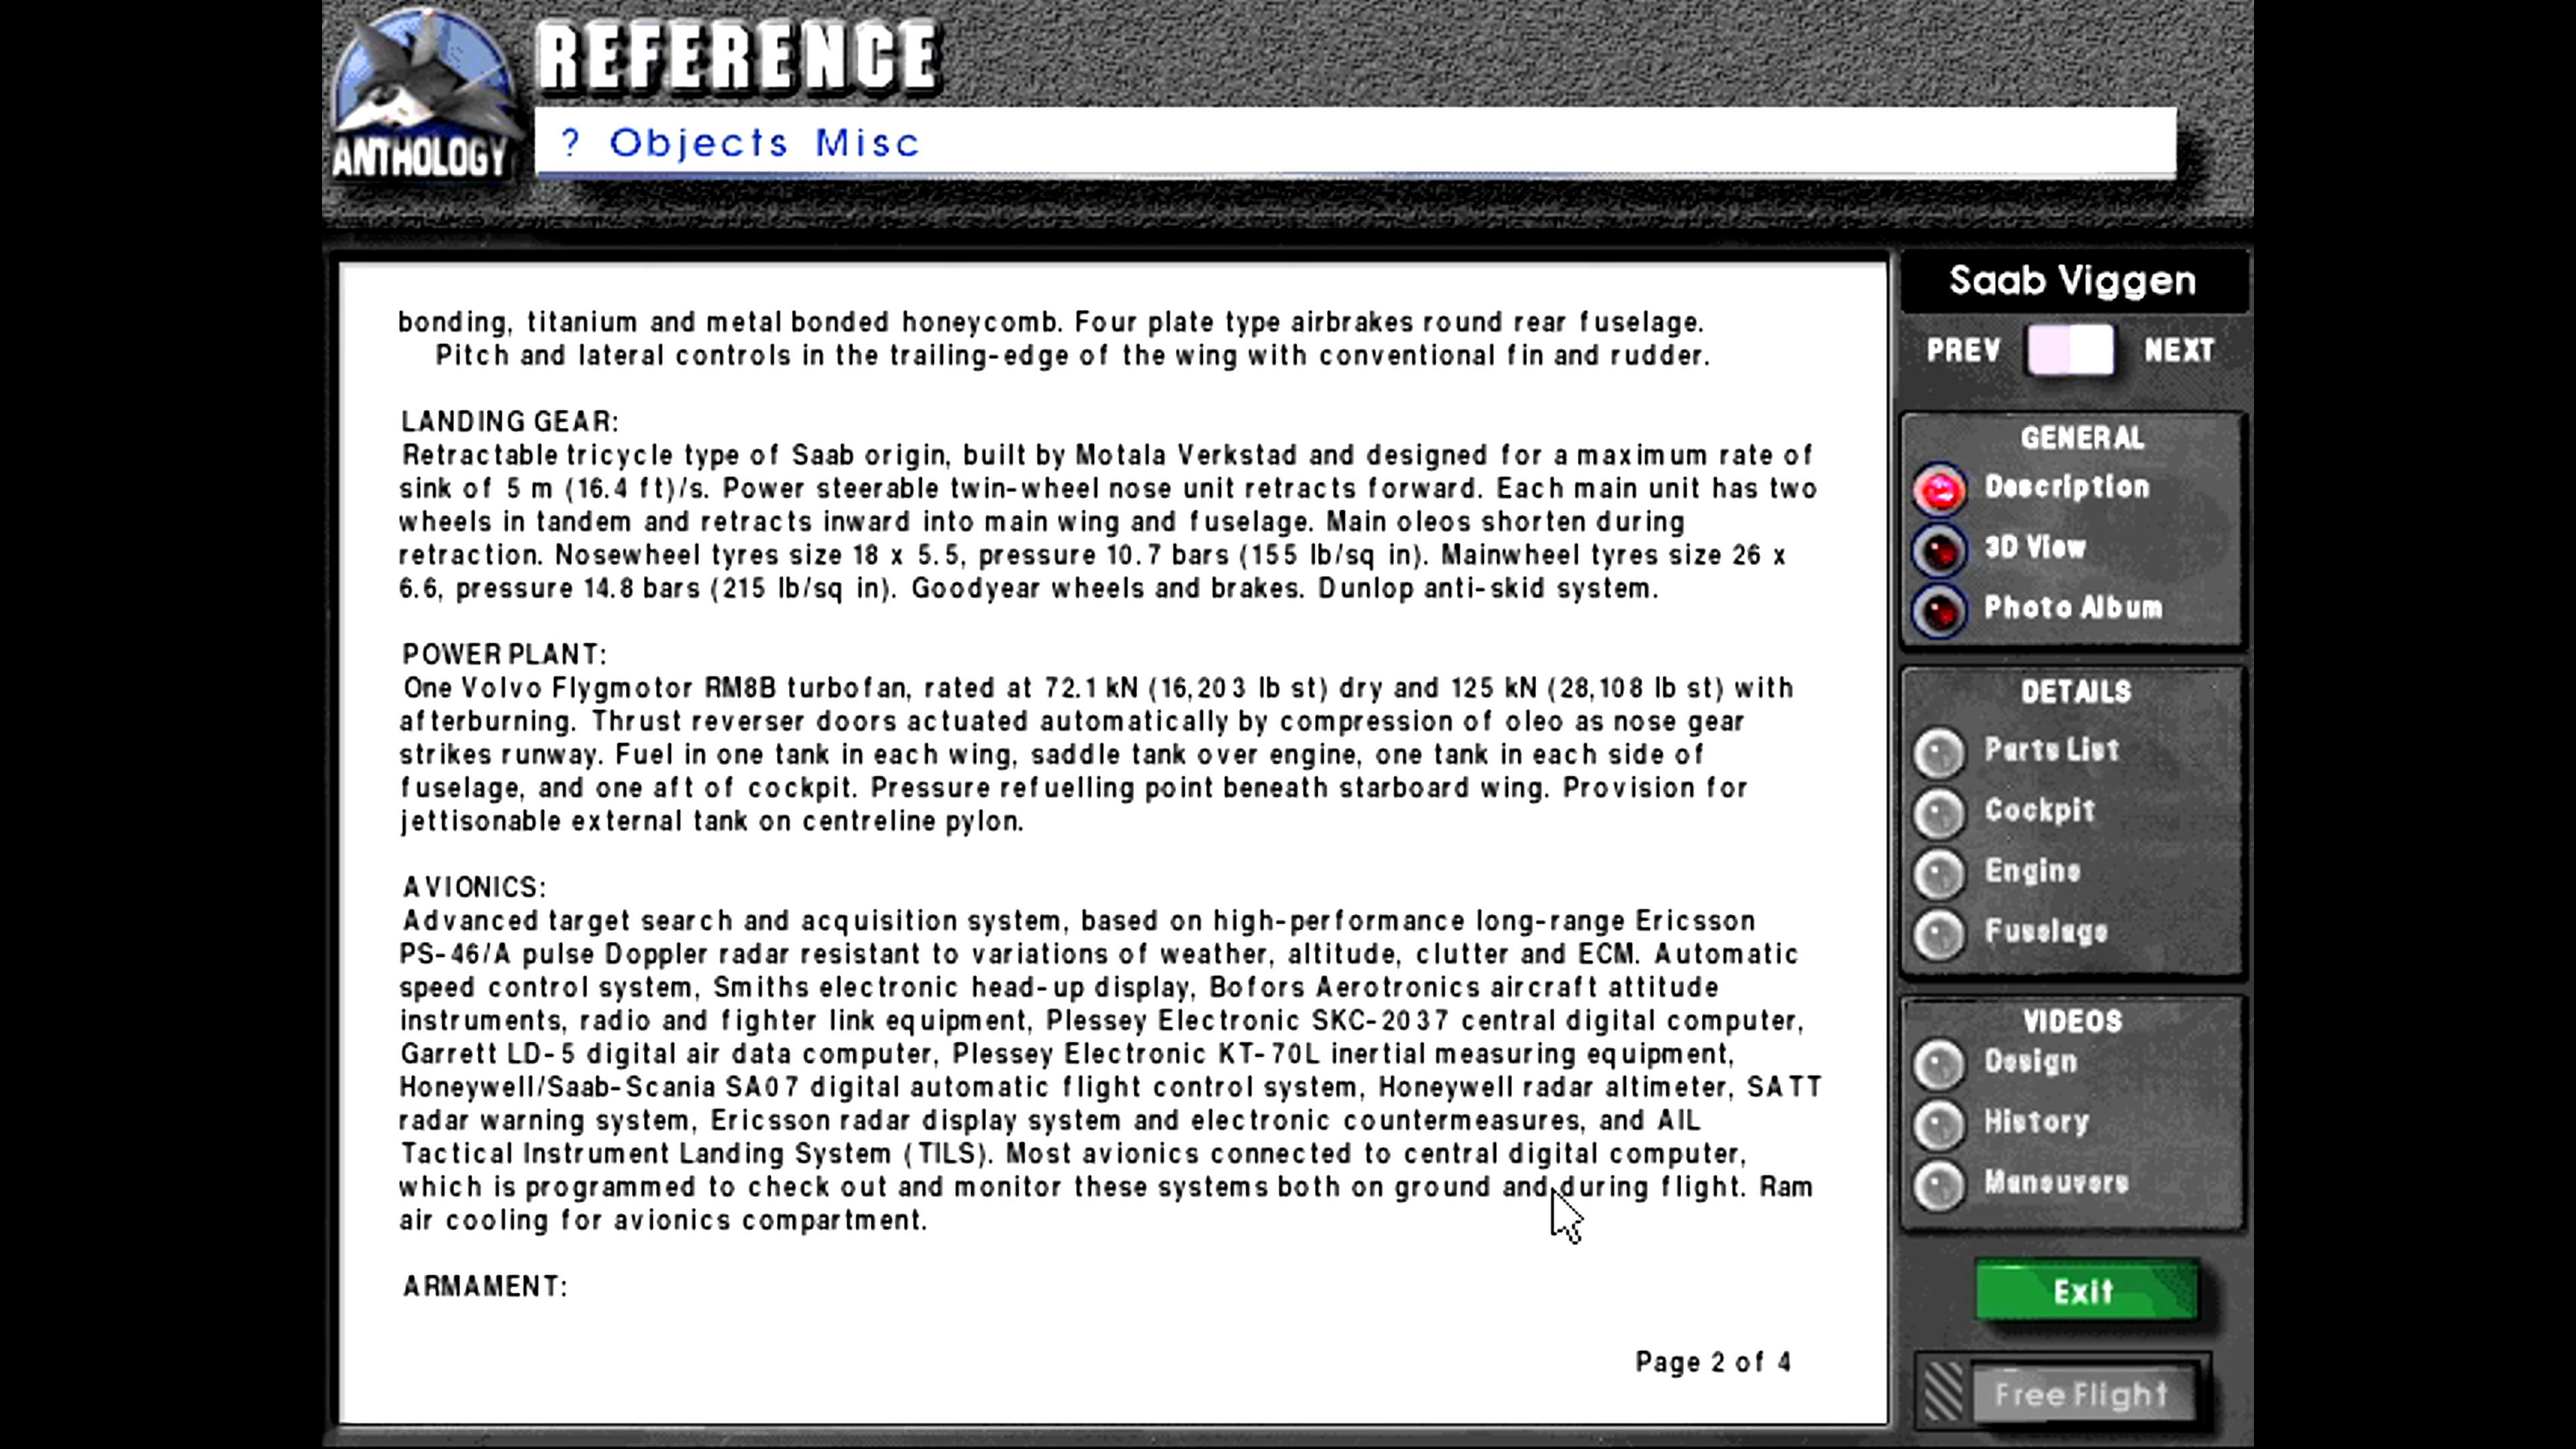 REFERENCE
ANTHOLOGY
? Objects Misc
bonding, titanium and metal bonded honeycomb. Four plate type airbrakes round rear fuselage.
Pitch and lateral controls in the trailing-edge of the wing with conventional fin and rudder.
LANDING GEAR:
Retractable tricycle type of Saab origin, built by Motala Verkstad and designed for a maximum rate of
sink of 5 m (16.4 ft)/s. Power steerable twin-wheel nose unit retracts forward. Each main unit has two
wheels in tandem and retracts inward into main wing and fuselage. Main oleos shorten during
retraction. Nosewheel tyres size 18 x 5.5, pressure 10.7 bars (155 lb/sq in). Mainwheel tyres size 26 x
6.6, pressure 14.8 bars (215 lb/sq in). Goodyear wheels and brakes. Dunlop anti-skid system.
POWER PLANT:
One Volvo Flygmotor RM8B turbofan, rated at 72.1 kN (16,203 lb st) dry and 125 kN (28,108 lb st) with
afterburning. Thrust reverser doors actuated automatically by compression of oleo as nose gear
strikes runway. Fuel in one tank in each wing, saddle tank over engine, one tank in each side of
fuselage, and one aft of cockpit. Pressure refuelling point beneath starboard wing. Provision for
jettisonable external tank on centreline pylon.
AVIONICS:
Advanced target search and acquisition system, based on high-performance long-range Ericsson
PS-46/A pulse Doppler radar resistant to variations of weather, altitude, clutter and ECM. Automatic
speed control system, Smiths electronic head-up display, Bofors Aerotronics aircraft attitude
instruments, radio and fighter link equipment, Plessey Electronic SKC-2037 central digital computer,
Garrett LD-5 digital air data computer, Plessey Electronic KT-70L inertial measuring equipment,
Honeywell/Saab-Scania SA07 digital automatic flight control system, Honeywell radar altimeter, SATT
radar warning system, Ericsson radar display system and electronic countermeasures, and AIL
Tactical Instrument Landing System (TILS). Most avionics connected to central digital computer,
which is programmed to check out and monitor these systems both on ground and during flight. Ram
air cooling for avionics compartment.
ARMAMENT:
Page 2 of 4
Saab Viggen
PREV NEXT
GENERAL
Description
3D View
Photo Album
DETAILS
Parts List
Cockpit
Engine
Fuselage
VIDEOS
Design
History
Maneuvers
Exit
Free Flight